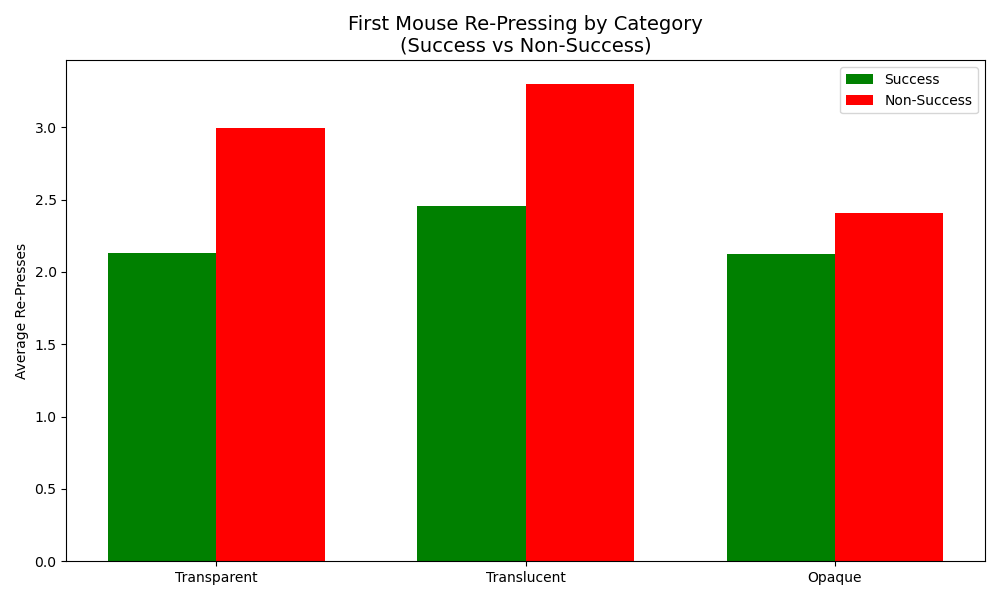 First Mouse Re-Pressing by Category
(Success vs Non-Success)
Success
Non-Success
Average Re-Presses
3.0
2.5
2.0
1.5
1.0
0.5
0.0
Transparent
Translucent
Opaque